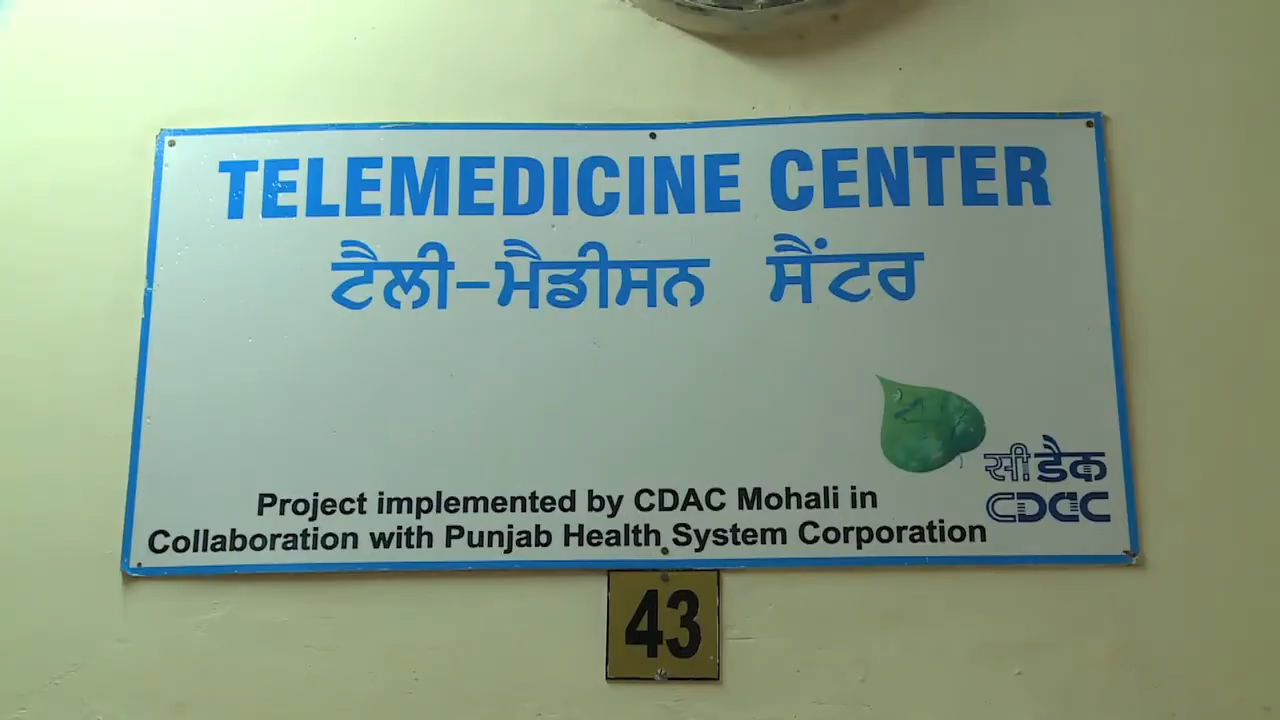 TELEMEDICINE CENTER
ਟੈਲੀ-ਮੈਡੀਸਨ ਸੈਂਟਰ
सी डैक
CDAC
Project implemented by CDAC Mohali in
Collaboration with Punjab Health System Corporation
43